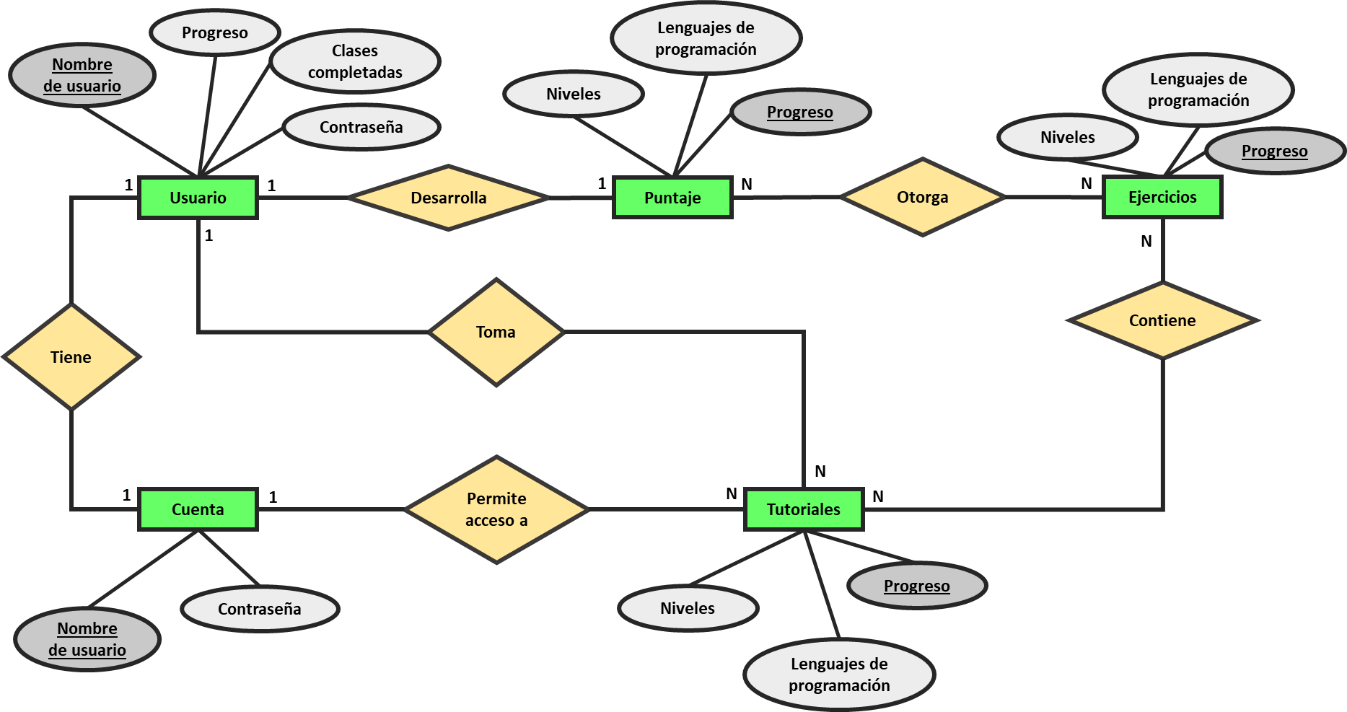 Progreso
Nombre
de usuario
Clases
completadas
Contraseña
Lenguajes de
programación
Niveles
Progreso
Lenguajes de
programación
Niveles
Progreso
1 Usuario 1 Desarrolla 1 Puntaje N Otorga N Ejercicios
1
N
Tiene
Toma
Contiene
1 Cuenta 1
Permite
acceso a
N
N
Tutoriales
N
Nombre
de usuario
Contraseña
Niveles
Progreso
Lenguajes de
programación